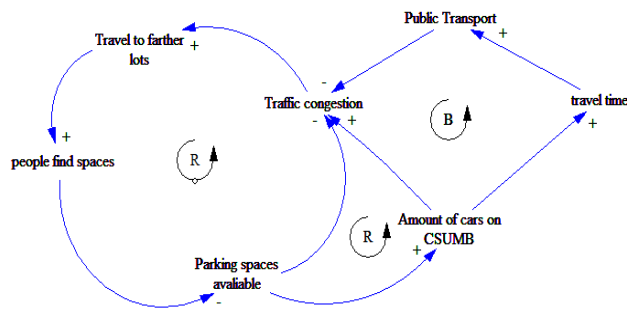 Public Transport
+
Travel to farther
lots
+
-
Traffic congestion
-
+
B
travel time
+
+
people find spaces
R
Amount of cars on
CSUMB
+
R
Parking spaces
avaliable
-